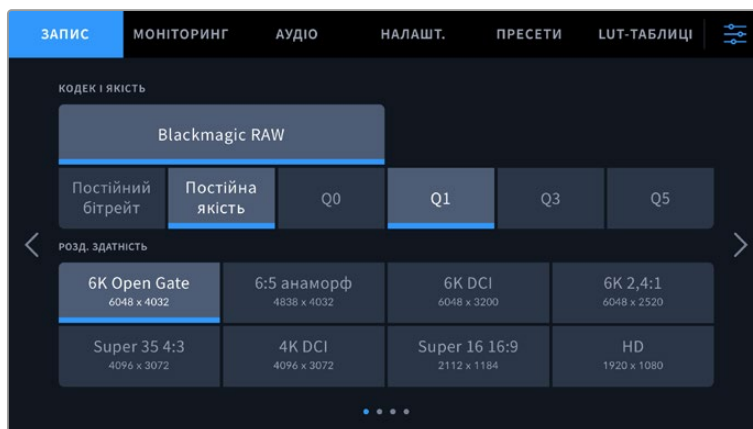 ЗАПИС МОНІТОРИНГ АУДІО НАЛАШТ. ПРЕСЕТИ LUT-ТАБЛИЦІ
КОДЕК І ЯКІСТЬ
Blackmagic RAW
Постійний бітрейт Постійна якість Q0 Q1 Q3 Q5
РОЗД. ЗДАТНІСТЬ
6K Open Gate 6:5 анаморф 6K DCI 6K 2,4:1
6048 x 4032 4838 x 4032 6048 x 3200 6048 x 2520
Super 35 4:3 4K DCI Super 16 16:9 HD
4096 x 3072 4096 x 3072 2112 x 1184 1920 x 1080